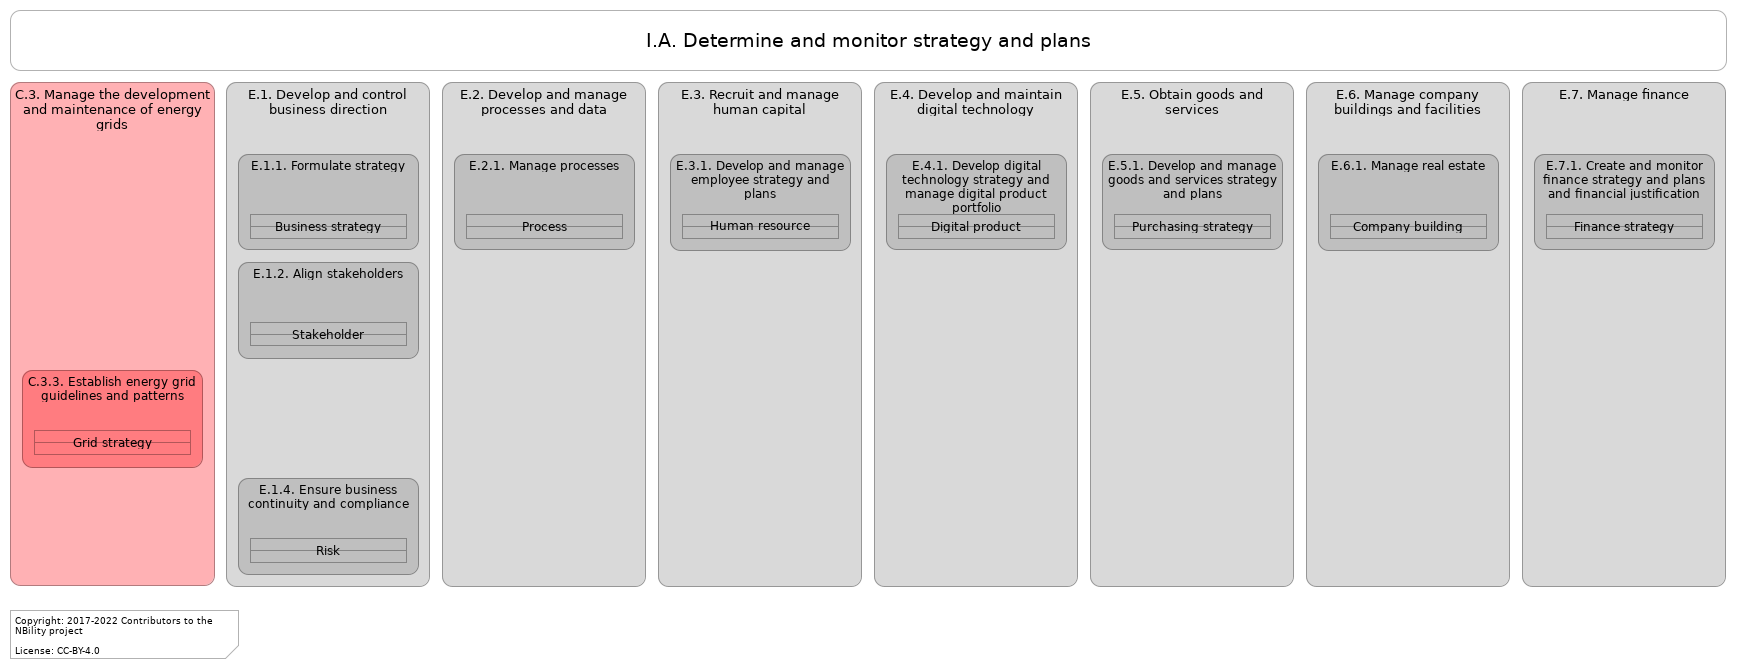 I.A. Determine and monitor strategy and plans
C.3. Manage the development
and maintenance of energy
grids
C.3.3. Establish energy grid
guidelines and patterns
Grid strategy
E.1. Develop and control
business direction
E.1.1. Formulate strategy
Business strategy
E.1.2. Align stakeholders
Stakeholder
E.1.4. Ensure business
continuity and compliance
Risk
E.2. Develop and manage
processes and data
E.2.1. Manage processes
Process
E.3. Recruit and manage
human capital
E.3.1. Develop and manage
employee strategy and
plans
Human resource
E.4. Develop and maintain
digital technology
E.4.1. Develop digital
technology strategy and
manage digital product
portfolio
Digital product
E.5. Obtain goods and
services
E.5.1. Develop and manage
goods and services strategy
and plans
Purchasing strategy
E.6. Manage company
buildings and facilities
E.6.1. Manage real estate
Company building
E.7. Manage finance
E.7.1. Create and monitor
finance strategy and plans
and financial justification
Finance strategy
Copyright: 2017-2022 Contributors to the
NBility project
License: CC-BY-4.0